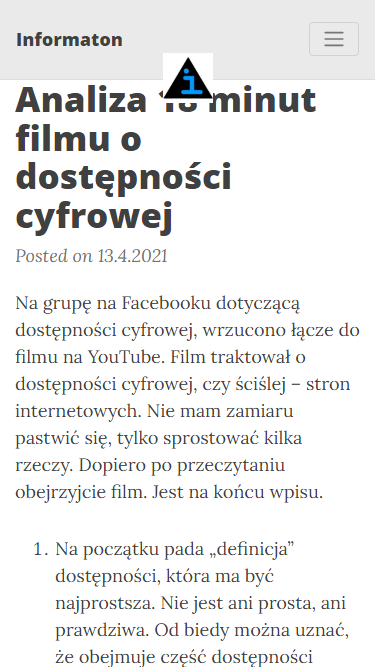 Informaton
Analiza 18 minut
filmu o
dostępności
cyfrowej
Posted on 13.4.2021
Na grupę na Facebooku dotyczącą
dostępności cyfrowej, wrzucono łącze do
filmu na YouTube. Film traktował o
dostępności cyfrowej, czy ściślej – stron
internetowych. Nie mam zamiaru
pastwić się, tylko sprostować kilka
rzeczy. Dopiero po przeczytaniu
obejrzyjcie film. Jest na końcu wpisu.
1. Na początku pada „definicja”
dostępności, która ma być
najprostsza. Nie jest ani prosta, ani
prawdziwa. Od biedy można uznać,
że obejmuje część dostępności